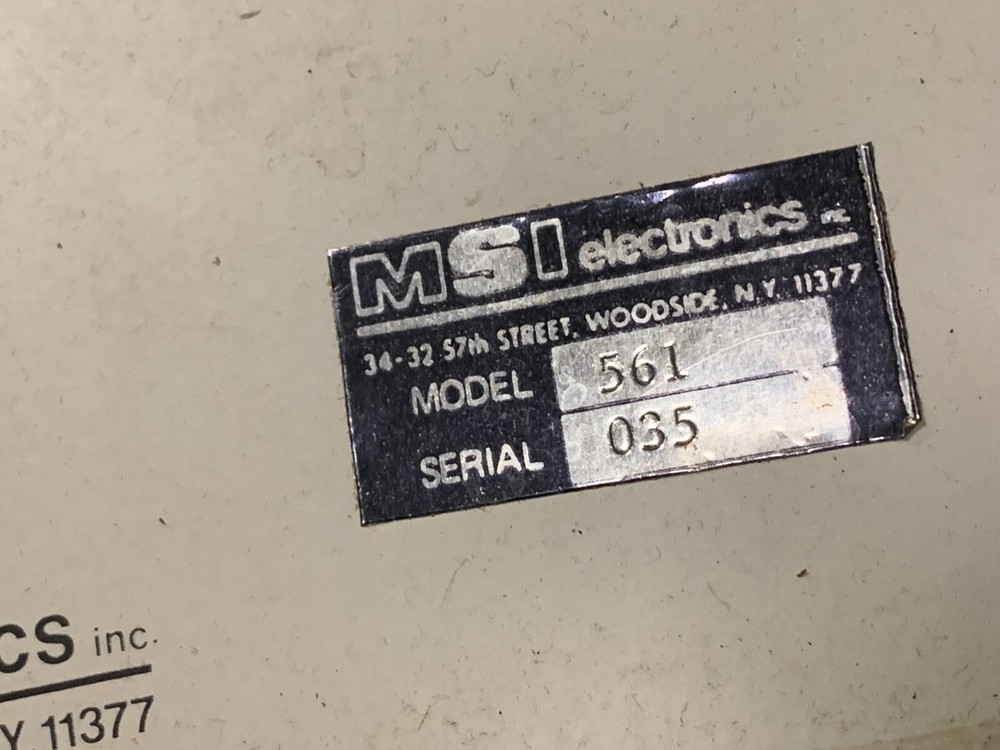 MSI electronics inc.
34-32 57th STREET, WOODSIDE, N.Y. 11377
MODEL 561
SERIAL 035
CS inc.
Y. 11377